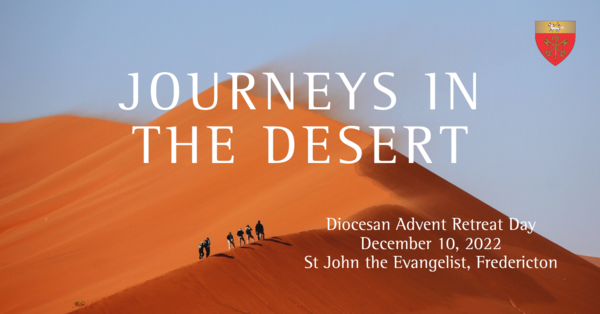 JOURNEYS IN
THE DESERT
Diocesan Advent Retreat Day
December 10, 2022
St John the Evangelist, Fredericton